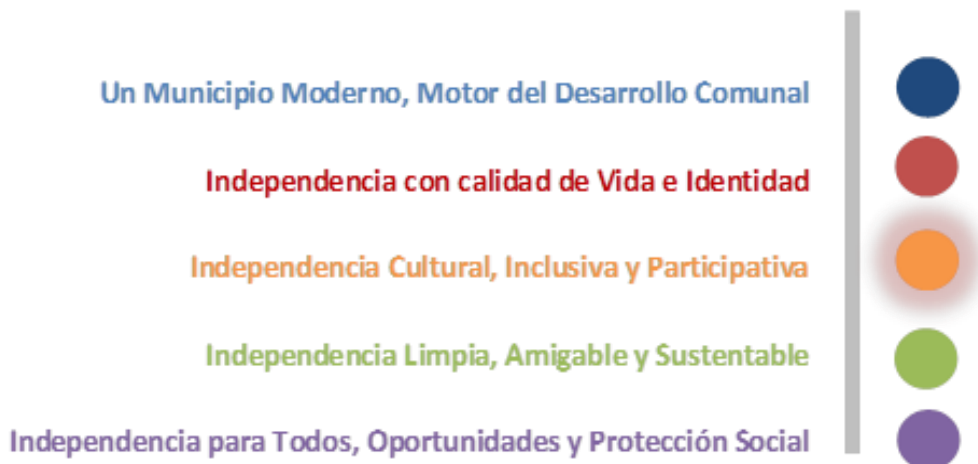 Un Municipio Moderno, Motor del Desarrollo Comunal
Independencia con calidad de Vida e Identidad
Independencia Cultural, Inclusiva y Participativa
Independencia Limpia, Amigable y Sustentable
Independencia para Todos, Oportunidades y Protección Social